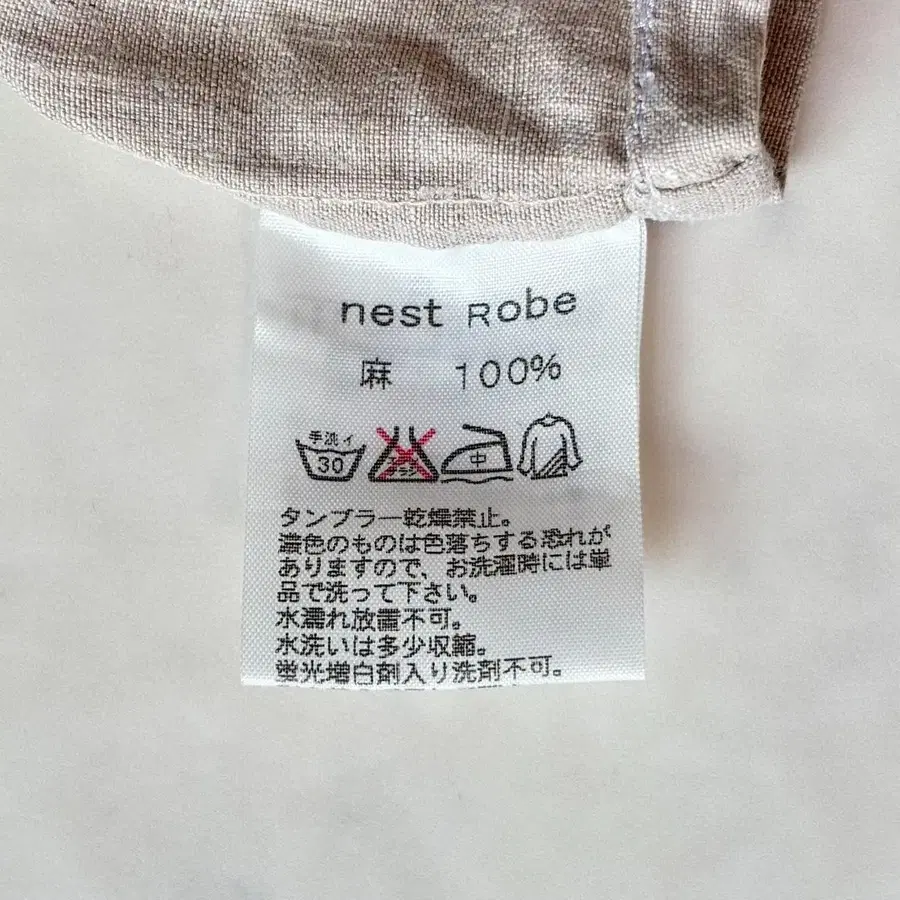 nest Robe
麻 100%
手洗イ
30
中
タンブラー乾燥禁止。
濃色のものは色落ちする恐れが
ありますので、お洗濯時には単
品で洗って下さい。
水濡れ放置不可。
水洗いは多少収縮。
蛍光増白剤入り洗剤不可。